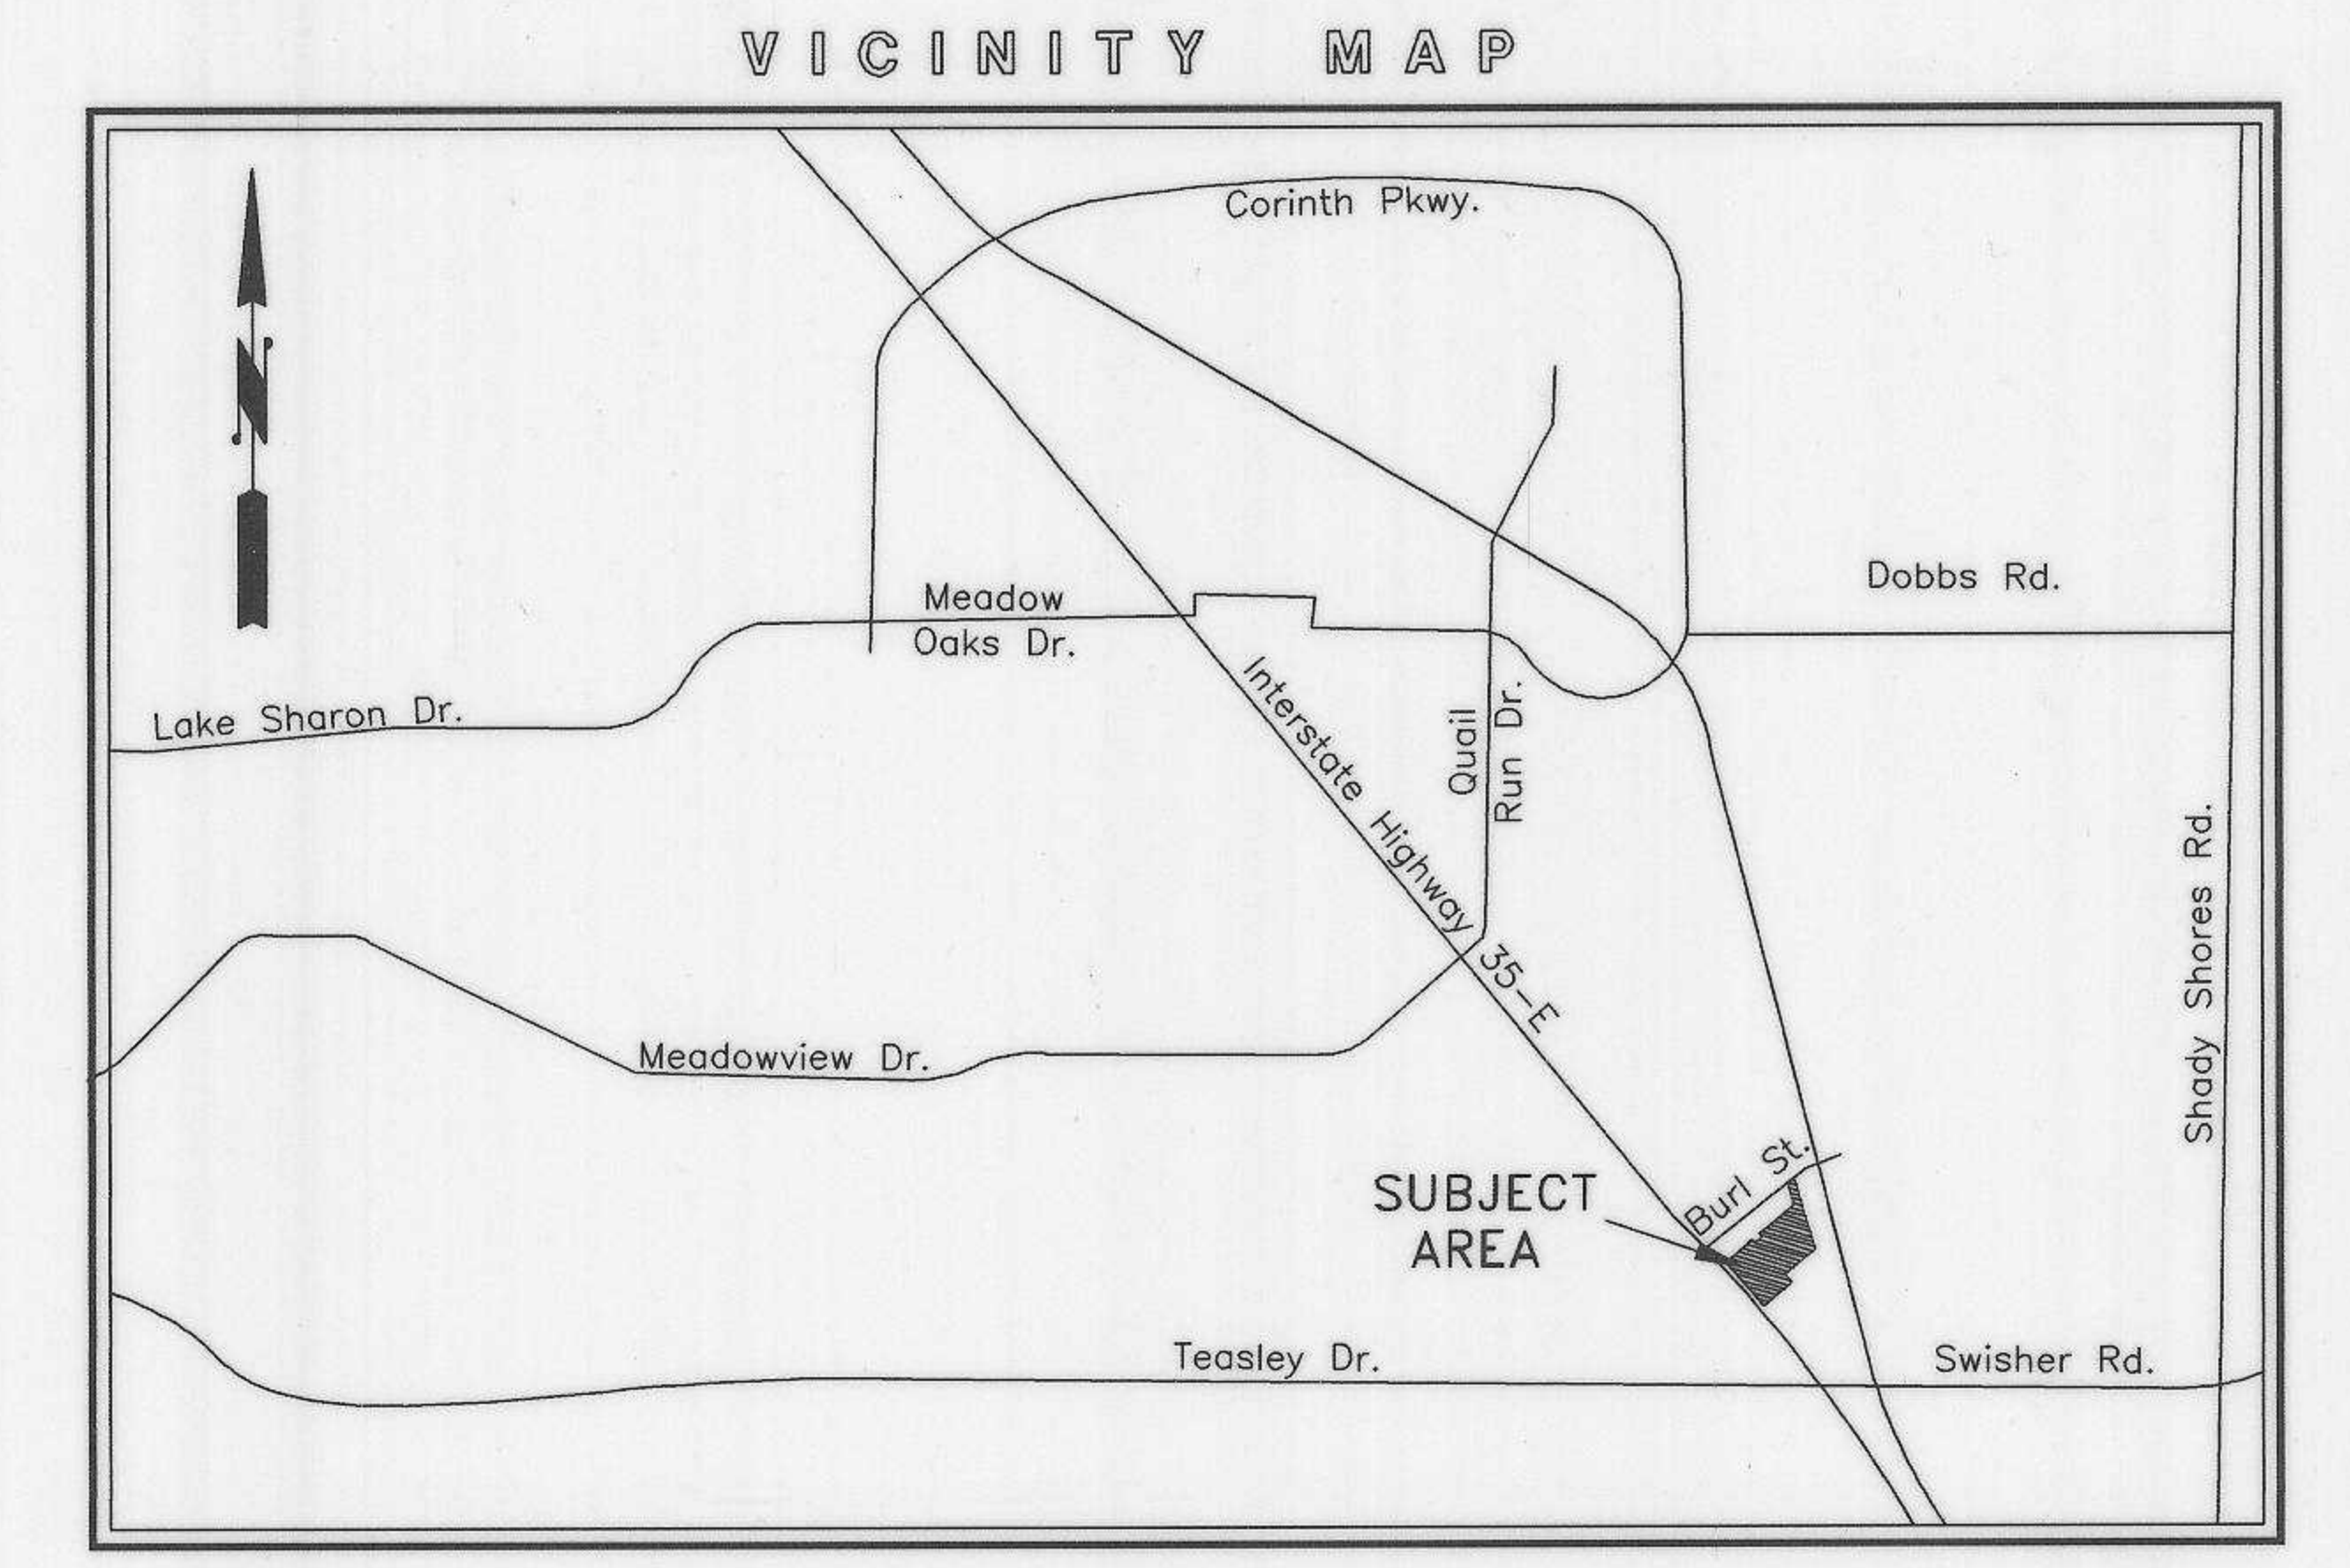 VICINITY MAP
N
Corinth Pkwy.
Dobbs Rd.
Meadow
Oaks Dr.
Lake Sharon Dr.
Interstate Highway 35-E
Quail
Run Dr.
Shady Shores Rd.
Meadowview Dr.
Burl St.
SUBJECT
AREA
Teasley Dr.
Swisher Rd.